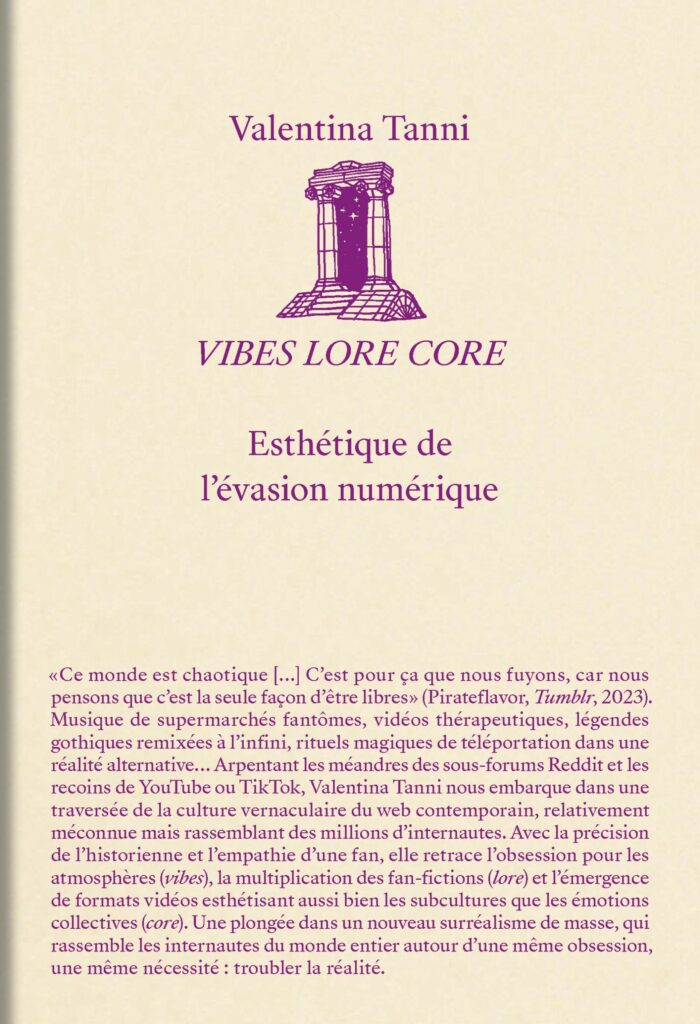 Valentina Tanni
VIBES LORE CORE
Esthétique de
l’évasion numérique
«Ce monde est chaotique [...] C’est pour ça que nous fuyons, car nous
pensons que c’est la seule façon d’être libres» (Pirateflavor, Tumblr, 2023).
Musique de supermarchés fantômes, vidéos thérapeutiques, légendes
gothiques remixées à l’infini, rituels magiques de téléportation dans une
réalité alternative... Arpentant les méandres des sous-forums Reddit et les
recoins de YouTube ou TikTok, Valentina Tanni nous embarque dans une
traversée de la culture vernaculaire du web contemporain, relativement
méconnue mais rassemblant des millions d’internautes. Avec la précision
de l’historienne et l’empathie d’une fan, elle retrace l’obsession pour les
atmosphères (vibes), la multiplication des fan-fictions (lore) et l’émergence
de formats vidéos esthétisant aussi bien les subcultures que les émotions
collectives (core). Une plongée dans un nouveau surréalisme de masse, qui
rassemble les internautes du monde entier autour d’une même obsession,
une même nécessité : troubler la réalité.